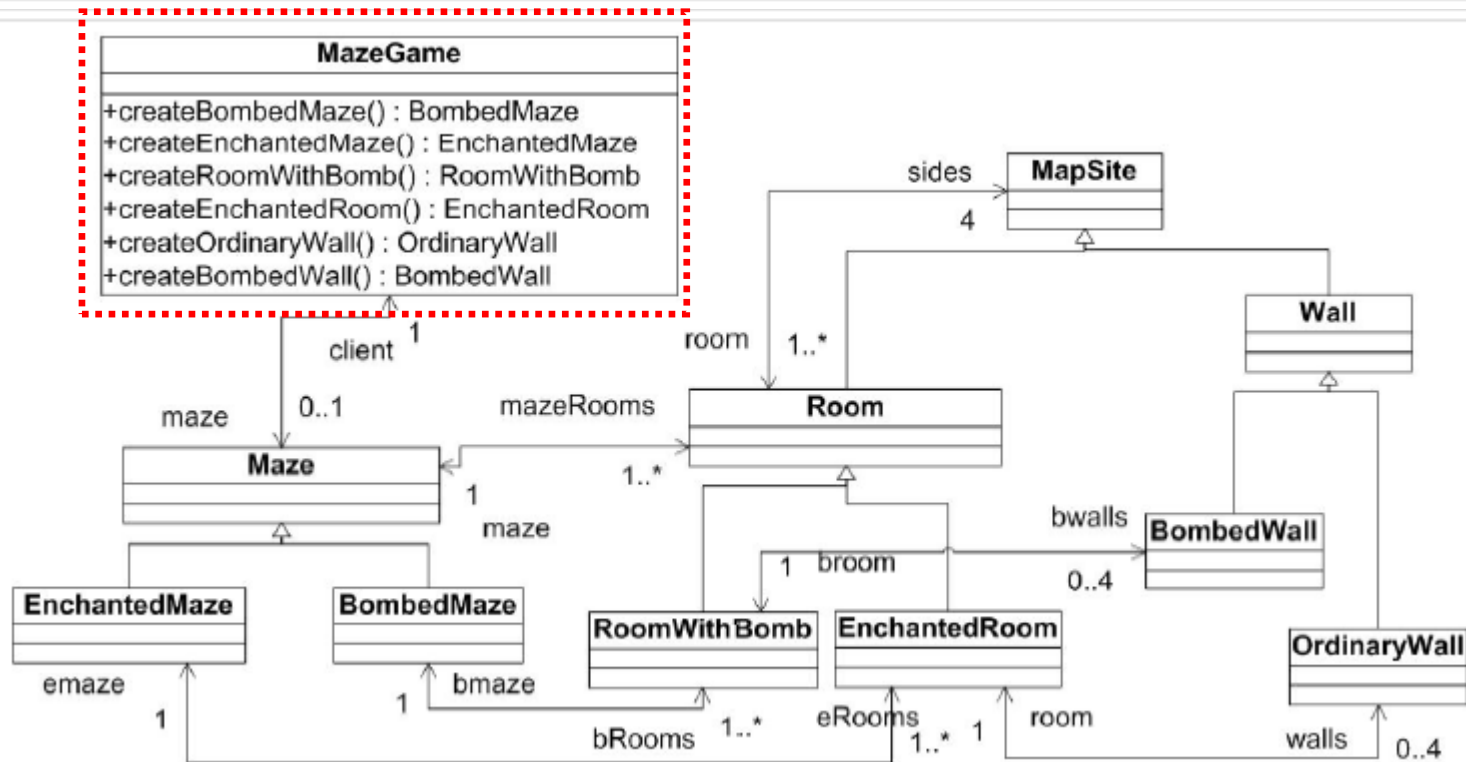 MazeGame
+createBombedMaze() : BombedMaze
+createEnchantedMaze() : EnchantedMaze
+createRoomWithBomb() : RoomWithBomb
+createEnchantedRoom() : EnchantedRoom
+createOrdinaryWall() : OrdinaryWall
+createBombedWall() : BombedWall
sides
MapSite
4
Wall
1
client
room
1..*
maze
0..1
mazeRooms
Room
Maze
1
1..*
maze
bwalls
BombedWall
1
broom
0..4
EnchantedMaze
BombedMaze
RoomWithBomb
EnchantedRoom
OrdinaryWall
emaze
1
1
bmaze
bRooms
1..*
eRooms
1..*
1
room
walls
0..4